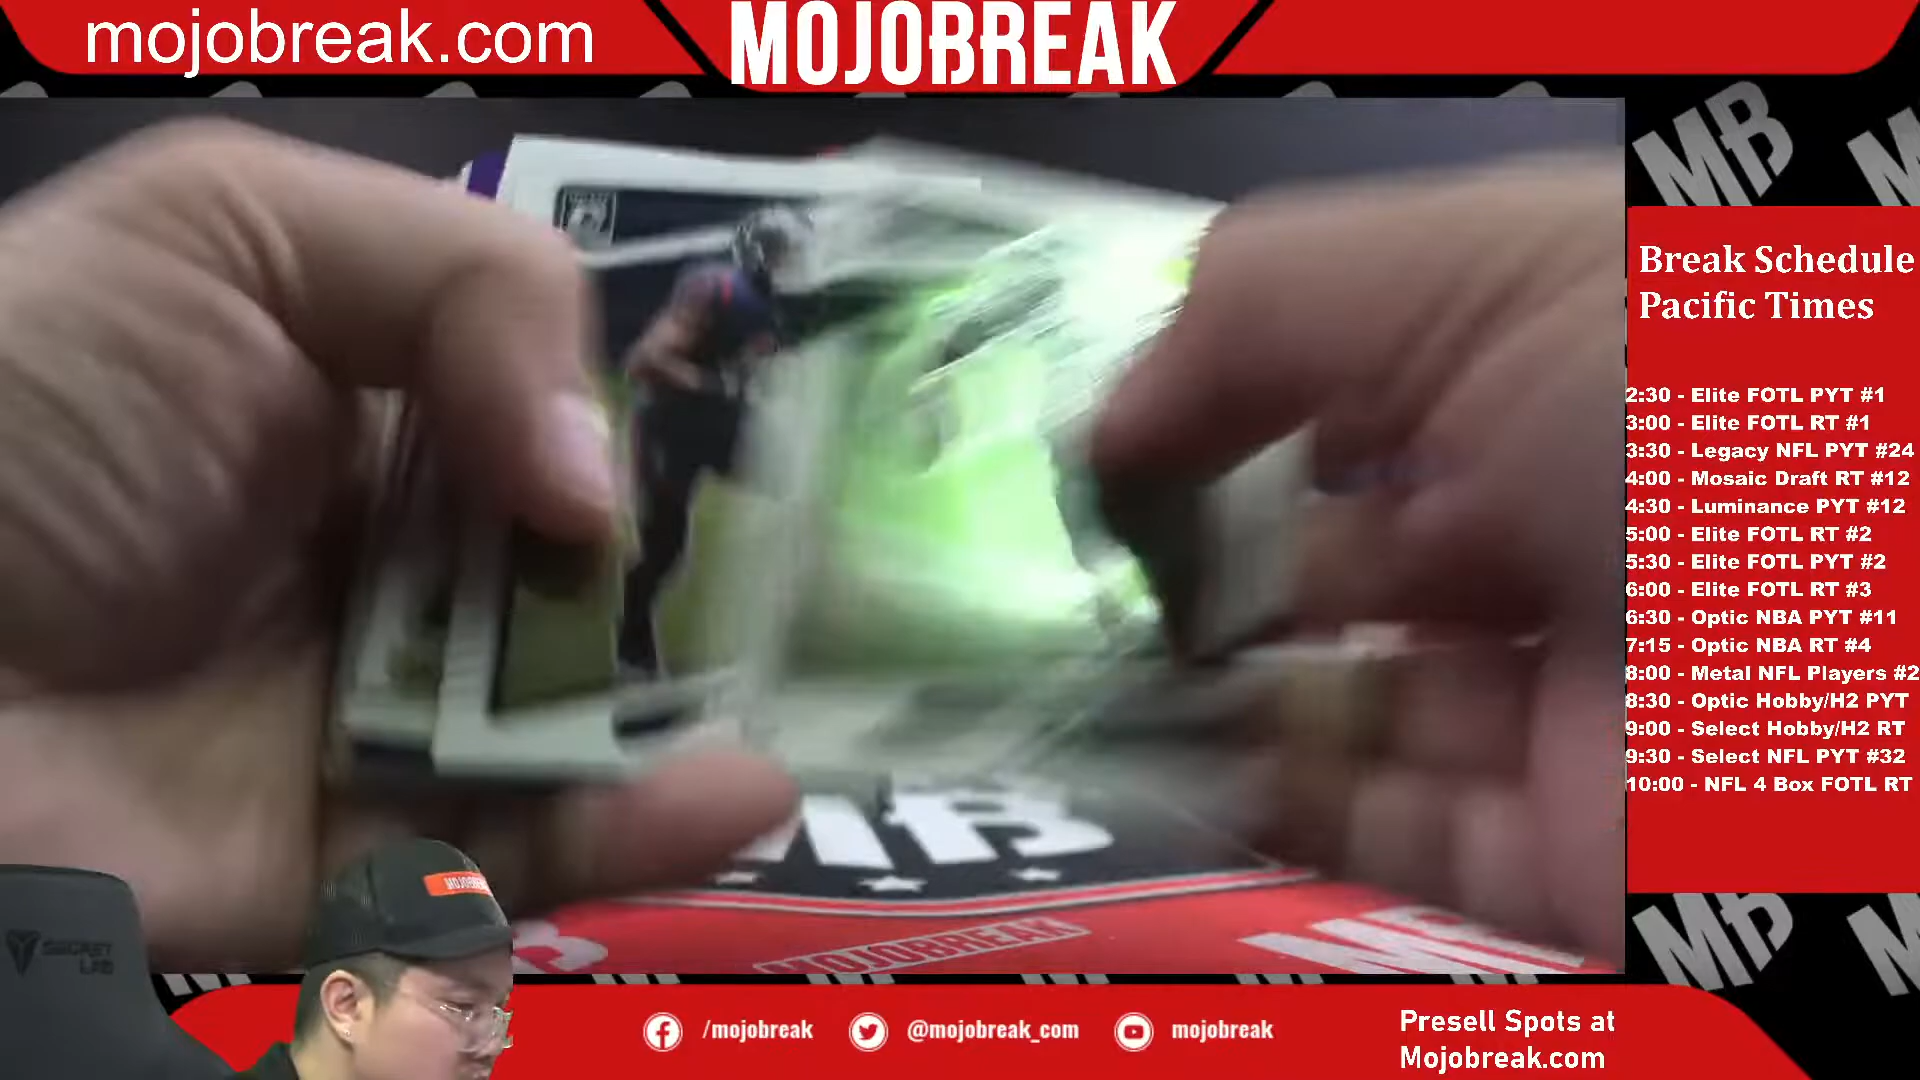 mojobreak.com
MOJOBREAK
MB
Break Schedule
Pacific Times
2:30 - Elite FOTL PYT #1
3:00 - Elite FOTL RT #1
3:30 - Legacy NFL PYT #24
4:00 - Mosaic Draft RT #12
4:30 - Luminance PYT #12
5:00 - Elite FOTL RT #2
5:30 - Elite FOTL PYT #2
6:00 - Elite FOTL RT #3
6:30 - Optic NBA PYT #11
7:15 - Optic NBA RT #4
8:00 - Metal NFL Players #2
8:30 - Optic Hobby/H2 PYT
9:00 - Select Hobby/H2 RT
9:30 - Select NFL PYT #32
10:00 - NFL 4 Box FOTL RT
MB
MOJOBREAK
MB
SECRET
LAB
/mojobreak
@mojobreak_com
mojobreak
Presell Spots at
Mojobreak.com